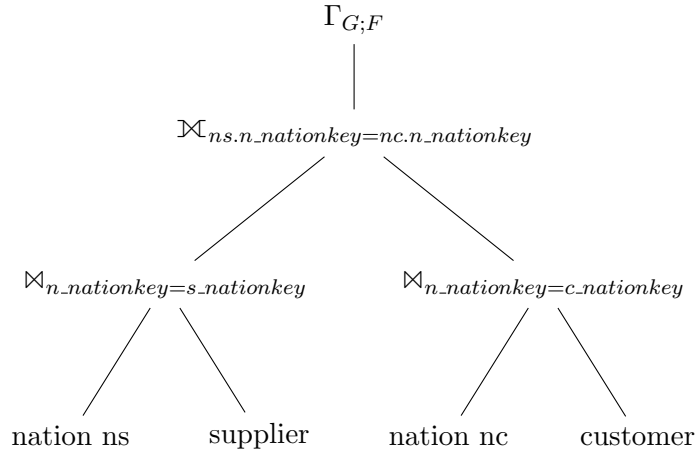 Γ_{G;F}
⟗_{ns.n_nationkey=nc.n_nationkey}
⋈_{n_nationkey=s_nationkey} ⋈_{n_nationkey=c_nationkey}
nation ns supplier nation nc customer